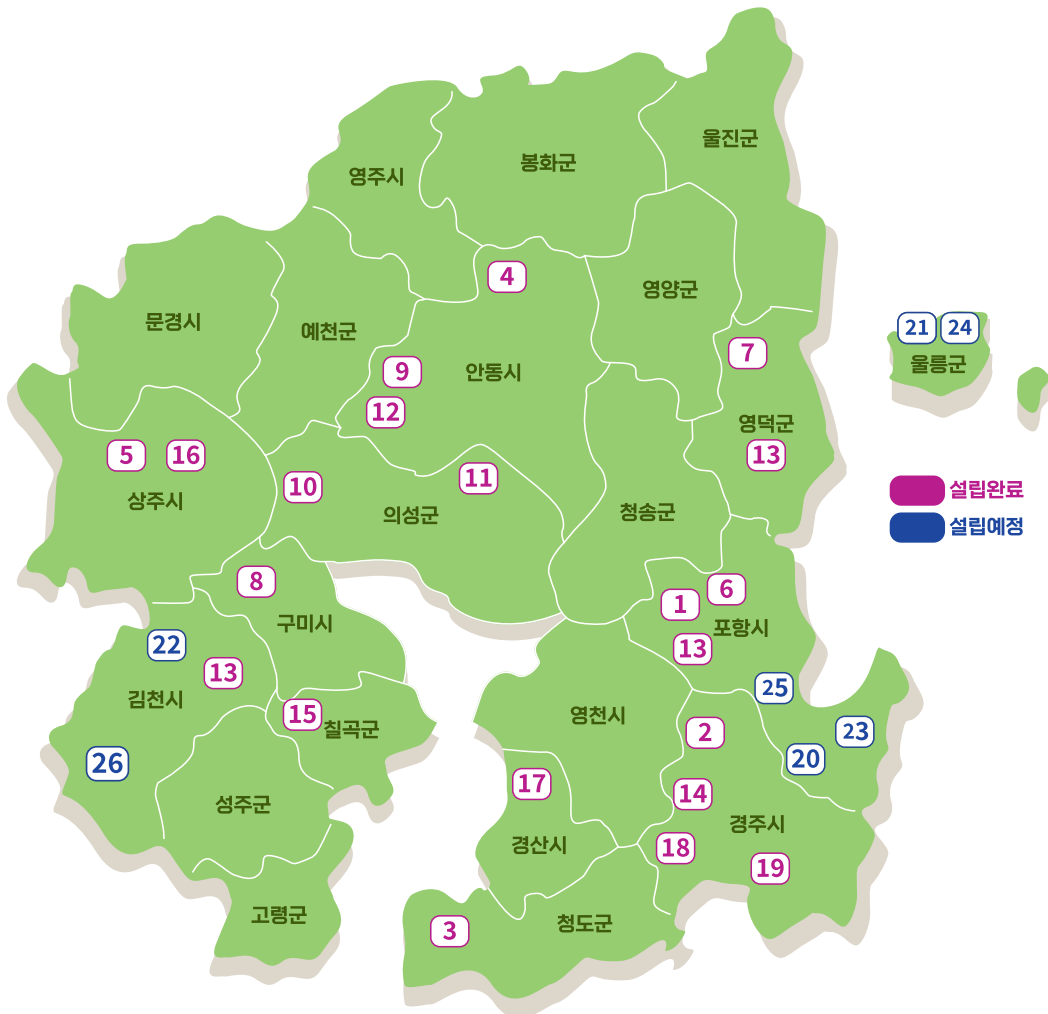 울진군
봉화군
영주시
4
영양군
문경시
예천군
21
24
울릉군
7
9
안동시
12
영덕군
13
5
16
상주시
10
11
의성군
청송군
설립완료
설립예정
8
구미시
6
1
포항시
13
22
13
김천시
25
15
칠곡군
영천시
2
23
26
20
17
14
성주군
경주시
경산시
18
19
고령군
3
청도군